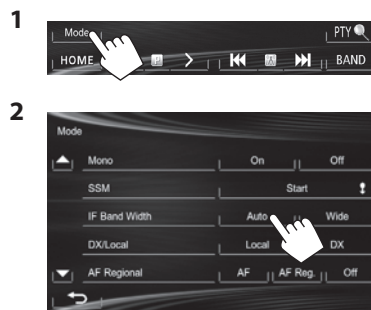 1
Mode
PTY
HOME P > A BAND
2
Mode
Mono On Off
SSM Start !
IF Band Width Auto Wide
DX/Local Local DX
AF Regional AF AF Reg. Off